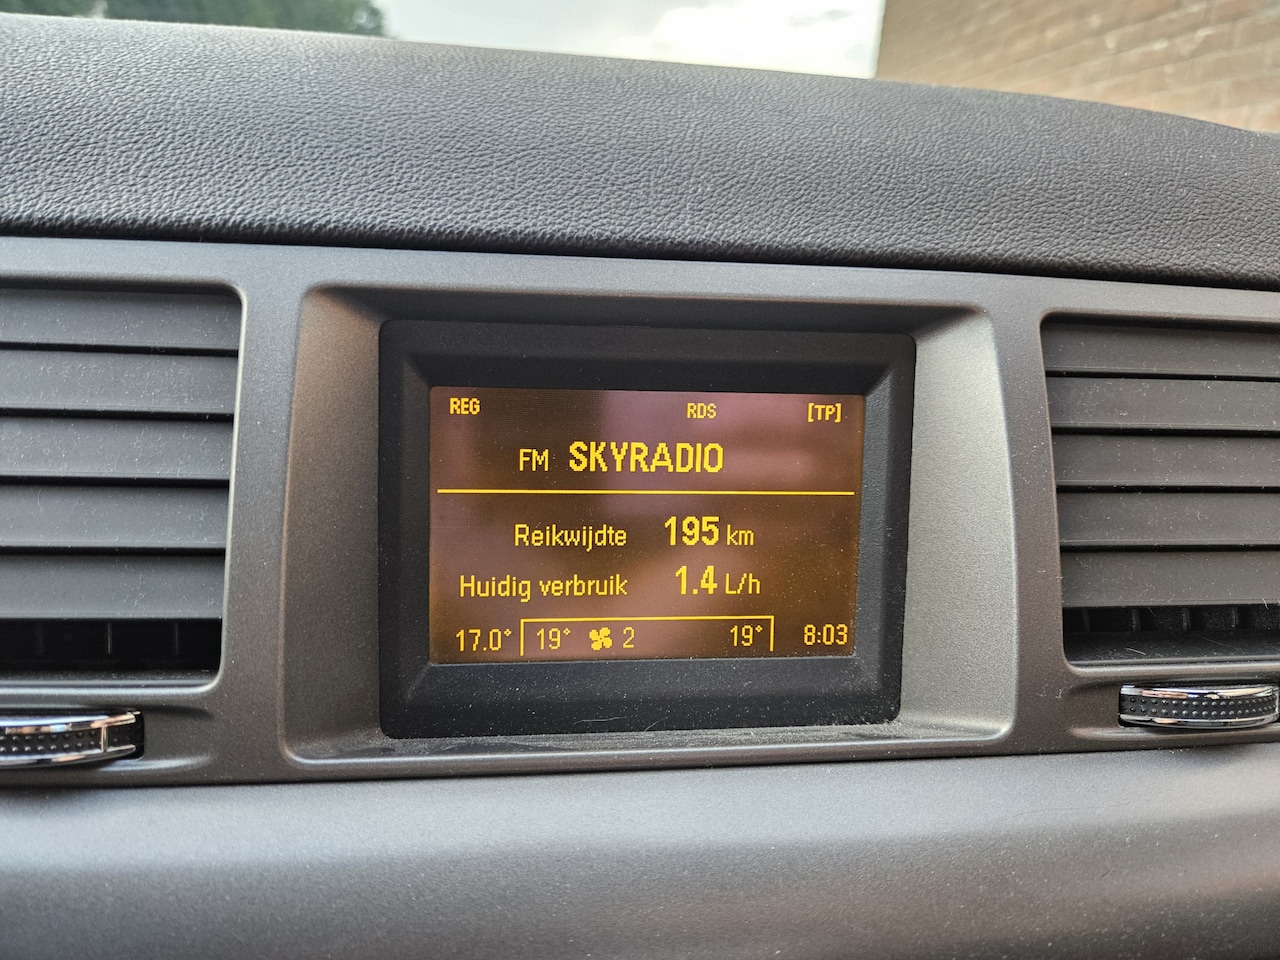 REG RDS [TP]
FM SKYRADIO
Reikwijdte 195 km
Huidig verbruik 1.4 L/h
17.0° 19° 2 19° 8:03